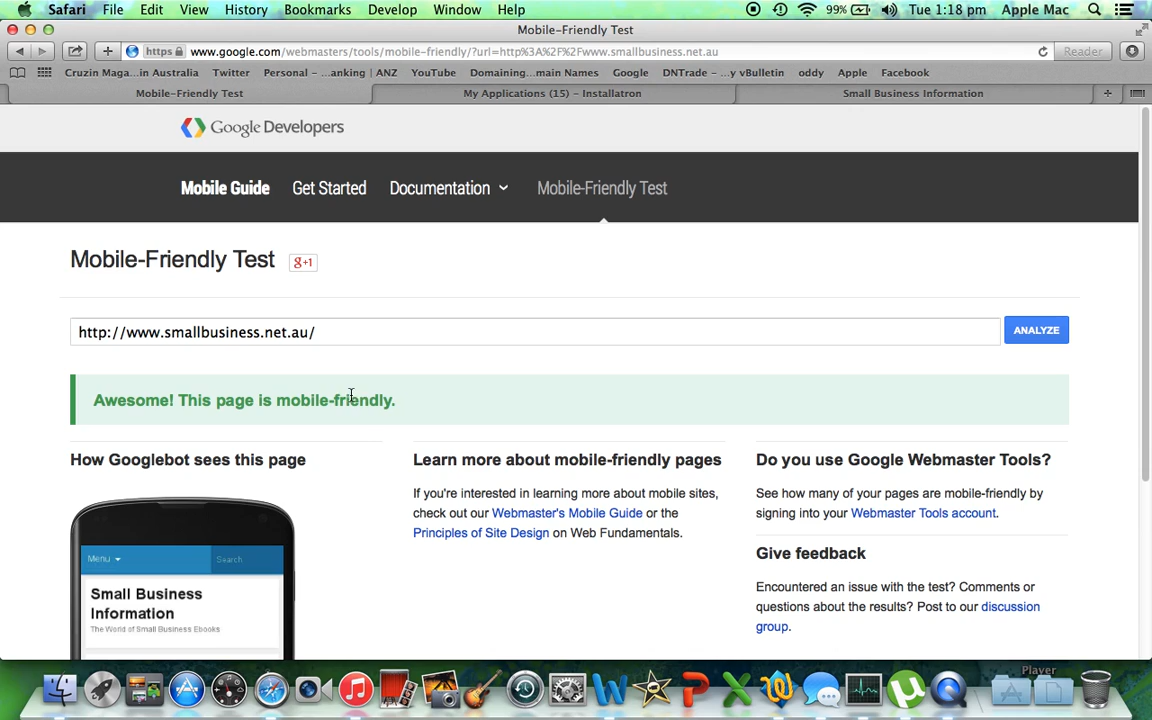 Safari File Edit View History Bookmarks Develop Window Help 99% Tue 1:18 pm Apple Mac
Mobile-Friendly Test
https www.google.com/webmasters/tools/mobile-friendly/?url=http%3A%2F%2Fwww.smallbusiness.net.au/ Reader
Cruzin Maga...in Australia Twitter Personal - ...anking | ANZ YouTube Domaining...main Names Google DNTrade - ...y vBulletin oddy Apple Facebook
Mobile-Friendly Test My Applications (15) - Installatron Small Business Information
Google Developers
Mobile Guide Get Started Documentation Mobile-Friendly Test
Mobile-Friendly Test g+1
http://www.smallbusiness.net.au/ ANALYZE
Awesome! This page is mobile-friendly.
How Googlebot sees this page
Menu Search
Small Business
Information
The World of Small Business Ebooks
Learn more about mobile-friendly pages
If you're interested in learning more about mobile sites,
check out our Webmaster's Mobile Guide or the
Principles of Site Design on Web Fundamentals.
Do you use Google Webmaster Tools?
See how many of your pages are mobile-friendly by
signing into your Webmaster Tools account.
Give feedback
Encountered an issue with the test? Comments or
questions about the results? Post to our discussion
group.
Player